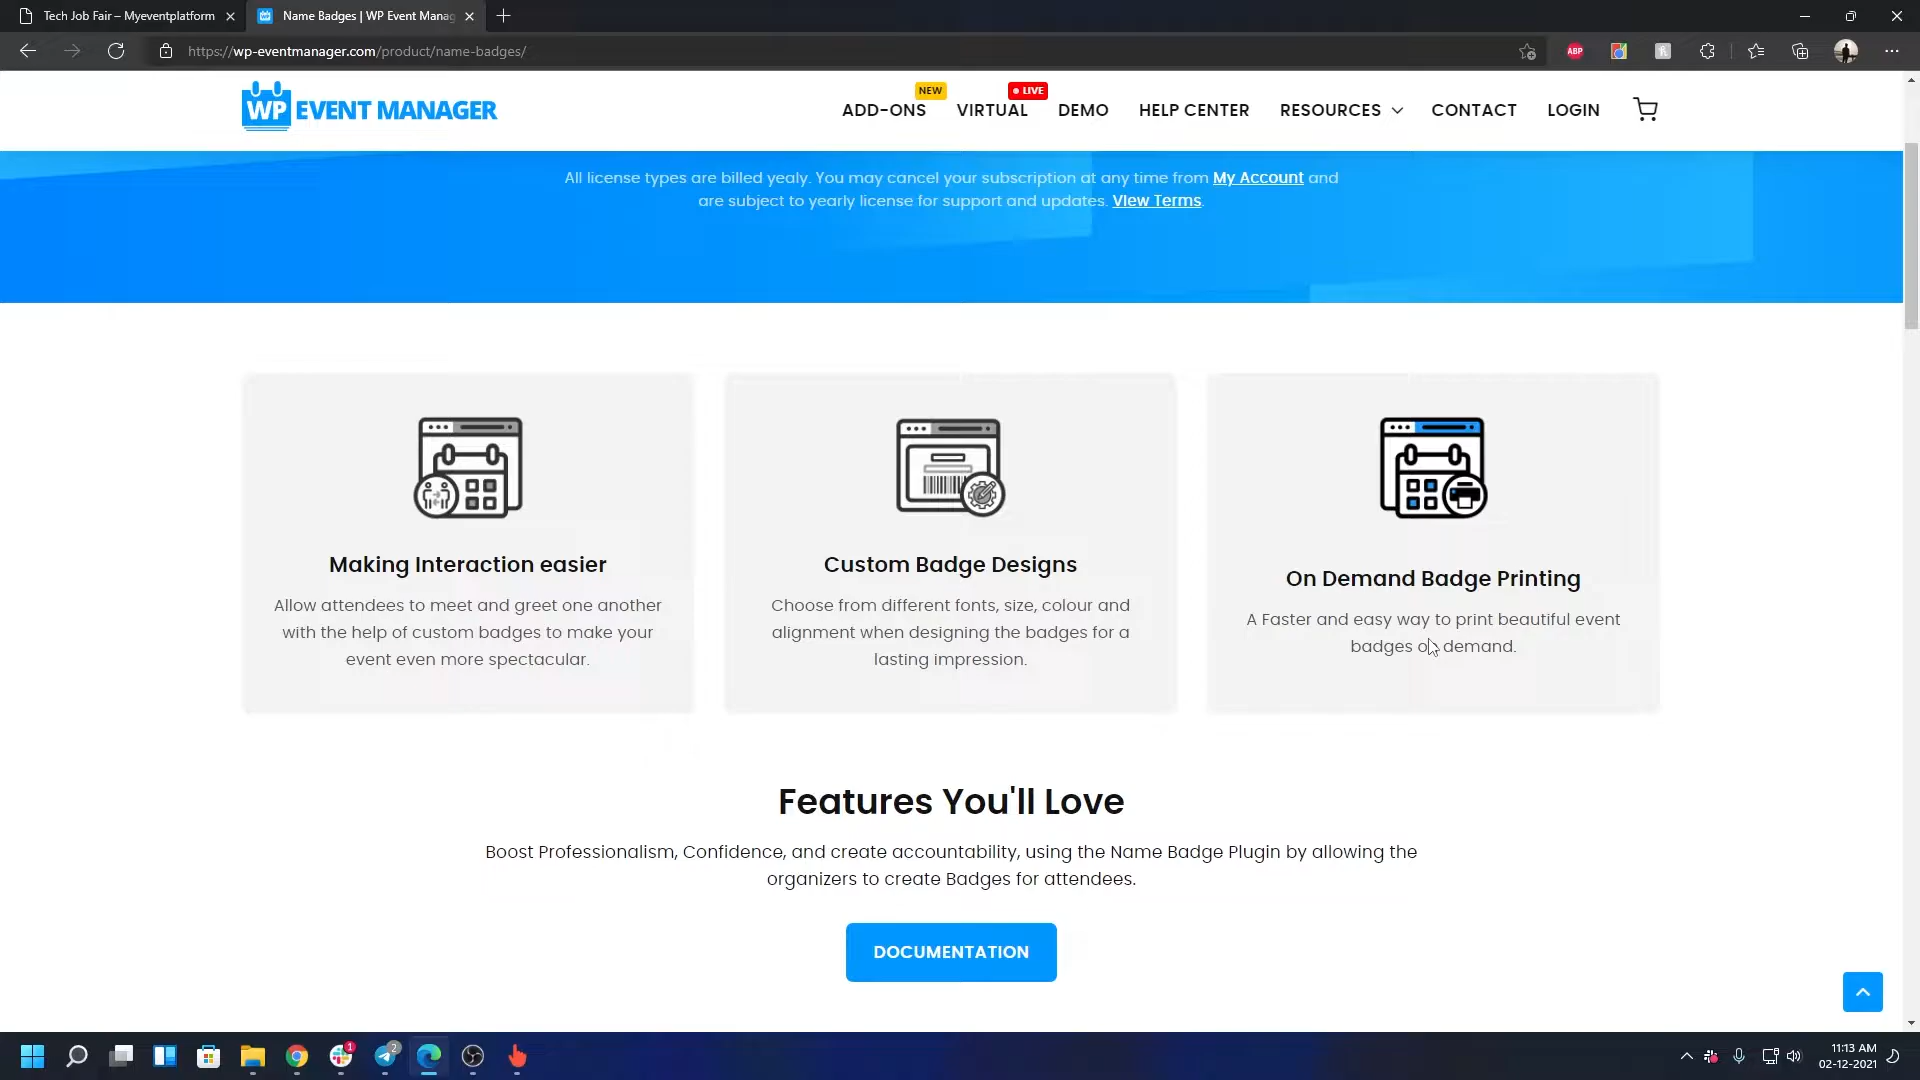 Tech Job Fair – Myeventplatform
Name Badges | WP Event Manag
https://wp-eventmanager.com/product/name-badges/
ABP
WP EVENT MANAGER
ADD-ONS
NEW
VIRTUAL
LIVE
DEMO
HELP CENTER
RESOURCES
CONTACT
LOGIN
All license types are billed yealy. You may cancel your subscription at any time from My Account and
are subject to yearly license for support and updates. View Terms.
Making Interaction easier
Allow attendees to meet and greet one another
with the help of custom badges to make your
event even more spectacular.
Custom Badge Designs
Choose from different fonts, size, colour and
alignment when designing the badges for a
lasting impression.
On Demand Badge Printing
A Faster and easy way to print beautiful event
badges on demand.
Features You'll Love
Boost Professionalism, Confidence, and create accountability, using the Name Badge Plugin by allowing the
organizers to create Badges for attendees.
DOCUMENTATION
1
2
11:13 AM
02-12-2021